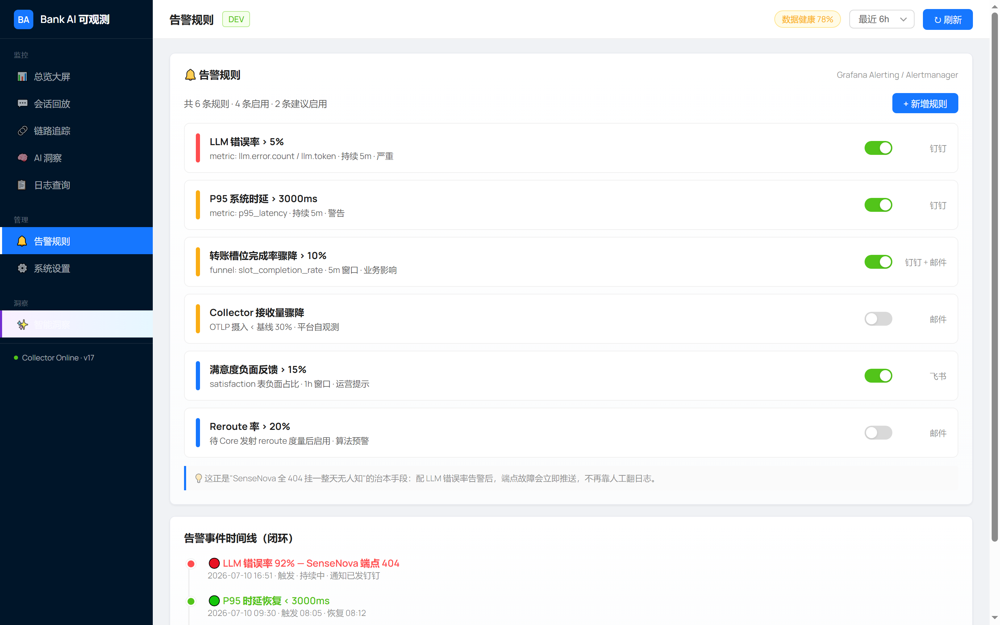 BA Bank AI 可观测
监控
总览大屏
会话回放
链路追踪
AI 洞察
日志查询
管理
告警规则
系统设置
洞察
智能洞察
Collector Online · v17
告警规则 DEV
数据健康 78%
最近 6h
↻ 刷新
告警规则
Grafana Alerting / Alertmanager
共 6 条规则 · 4 条启用 · 2 条建议启用
+ 新增规则
LLM 错误率 > 5%
metric: llm.error.count / llm.token · 持续 5m · 严重
钉钉
P95 系统时延 > 3000ms
metric: p95_latency · 持续 5m · 警告
钉钉
转账槽位完成率骤降 > 10%
funnel: slot_completion_rate · 5m 窗口 · 业务影响
钉钉 + 邮件
Collector 接收量骤降
OTLP 摄入 < 基线 30% · 平台自观测
邮件
满意度负面反馈 > 15%
satisfaction 表负面占比 · 1h 窗口 · 运营提示
飞书
Reroute 率 > 20%
待 Core 发射 reroute 度量后启用 · 算法预警
邮件
这正是"SenseNova 全 404 挂一整天无人知"的治本手段：配 LLM 错误率告警后，端点故障会立即推送，不再靠人工翻日志。
告警事件时间线（闭环）
LLM 错误率 92% — SenseNova 端点 404
2026-07-10 16:51 · 触发 · 持续中 · 通知已发钉钉
P95 时延恢复 < 3000ms
2026-07-10 09:30 · 触发 08:05 · 恢复 08:12